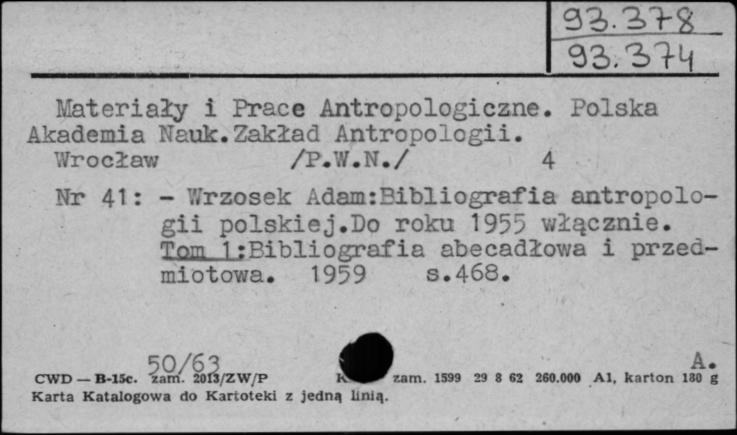 93.378
93.374
Materiały i Prace Antropologiczne. Polska
Akademia Nauk.Zakład Antropologii.
Wrocław /P.W.N./ 4
Nr 41: - Wrzosek Adam:Bibliografia antropolo-
gii polskiej.Do roku 1955 włącznie.
Tom 1:Bibliografia abecadłowa i przed-
miotowa. 1959 s.468.
50/63 A.
CWD — B-15c. zam. 2013/ZW/P zam. 1599 29 8 62 260.000 A1, karton 180 g
Karta Katalogowa do Kartoteki z jedną linią.